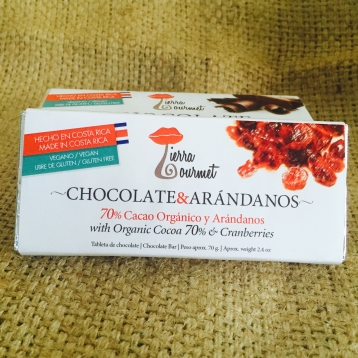 HECHO EN COSTA RICA
MADE IN COSTA RICA
VEGANO / VEGAN
LIBRE DE GLUTEN / GLUTEN FREE
Tierra
Gourmet
~CHOCOLATE&ARÁNDANOS~
70% Cacao Orgánico y Arándanos
with Organic Cocoa 70% & Cranberries
Tableta de chocolate | Chocolate Bar | Peso aprox. 70 g. | Aprox. weight 2.4 oz